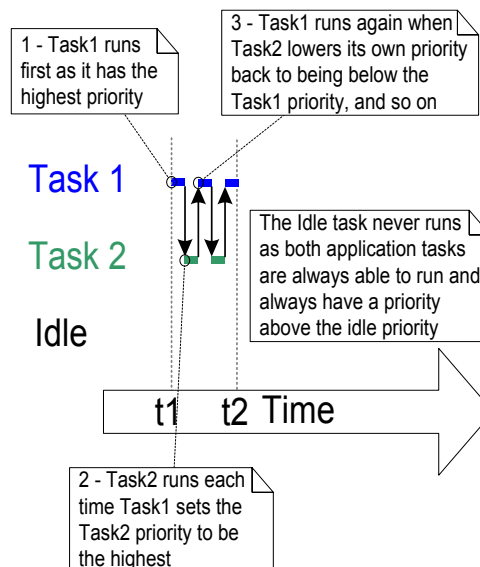 1 - Task1 runs
first as it has the
highest priority
3 - Task1 runs again when
Task2 lowers its own priority
back to being below the
Task1 priority, and so on
Task 1
Task 2
Idle
The Idle task never runs
as both application tasks
are always able to run and
always have a priority
above the idle priority
t1 t2 Time
2 - Task2 runs each
time Task1 sets the
Task2 priority to be
the highest